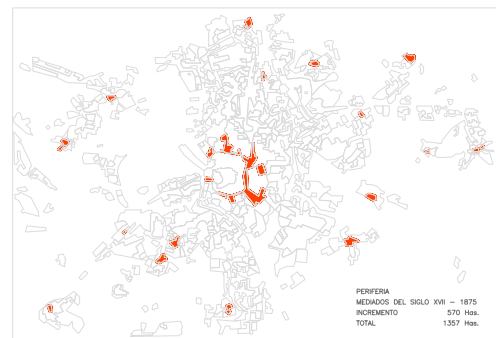 PERIFERIA
MEDIADOS DEL SIGLO XVII – 1875
INCREMENTO 570 Has.
TOTAL 1357 Has.